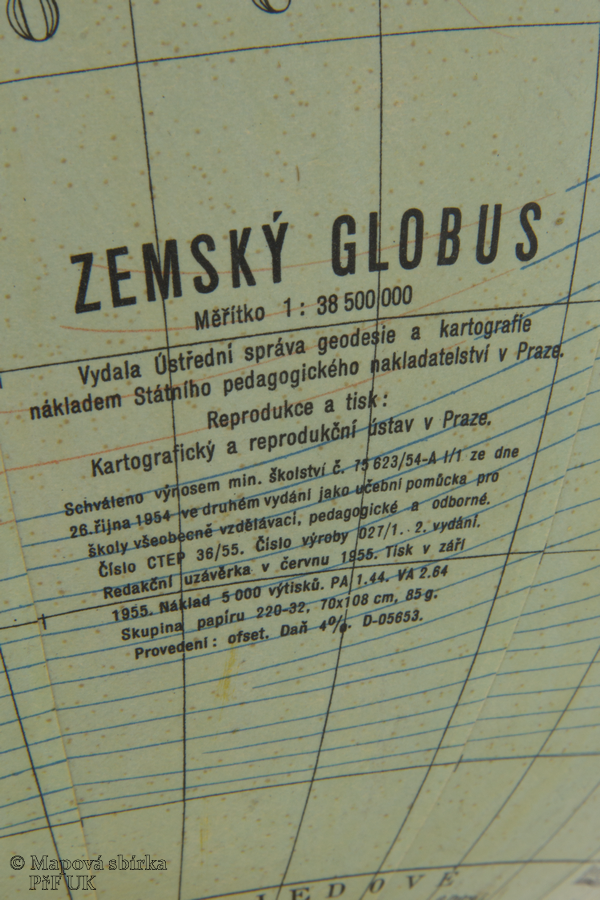 ZEMSKÝ GLOBUS
Měřítko 1 : 38 500 000
Vydala Ústřední správa geodesie a kartografie
nákladem Státního pedagogického nakladatelství v Praze.
Reprodukce a tisk:
Kartografický a reprodukční ústav v Praze.
Schváleno výnosem min. školství č. 75 623/54-A I/1 ze dne
26. října 1954 ve druhém vydání jako učební pomůcka pro
školy všeobecně vzdělávací, pedagogické a odborné.
Číslo CTEP 36/55. Číslo výroby 027/1. 2. vydání.
Redakční uzávěrka v červnu 1955. Tisk v září
1955. Náklad 5 000 výtisků. PA 1.44. VA 2.64
Skupina papíru 220-32, 70x108 cm, 85 g.
Provedení: ofset. Daň 4%. D-05653.
LEDOVÉ
© Mapová sbírka
PřF UK